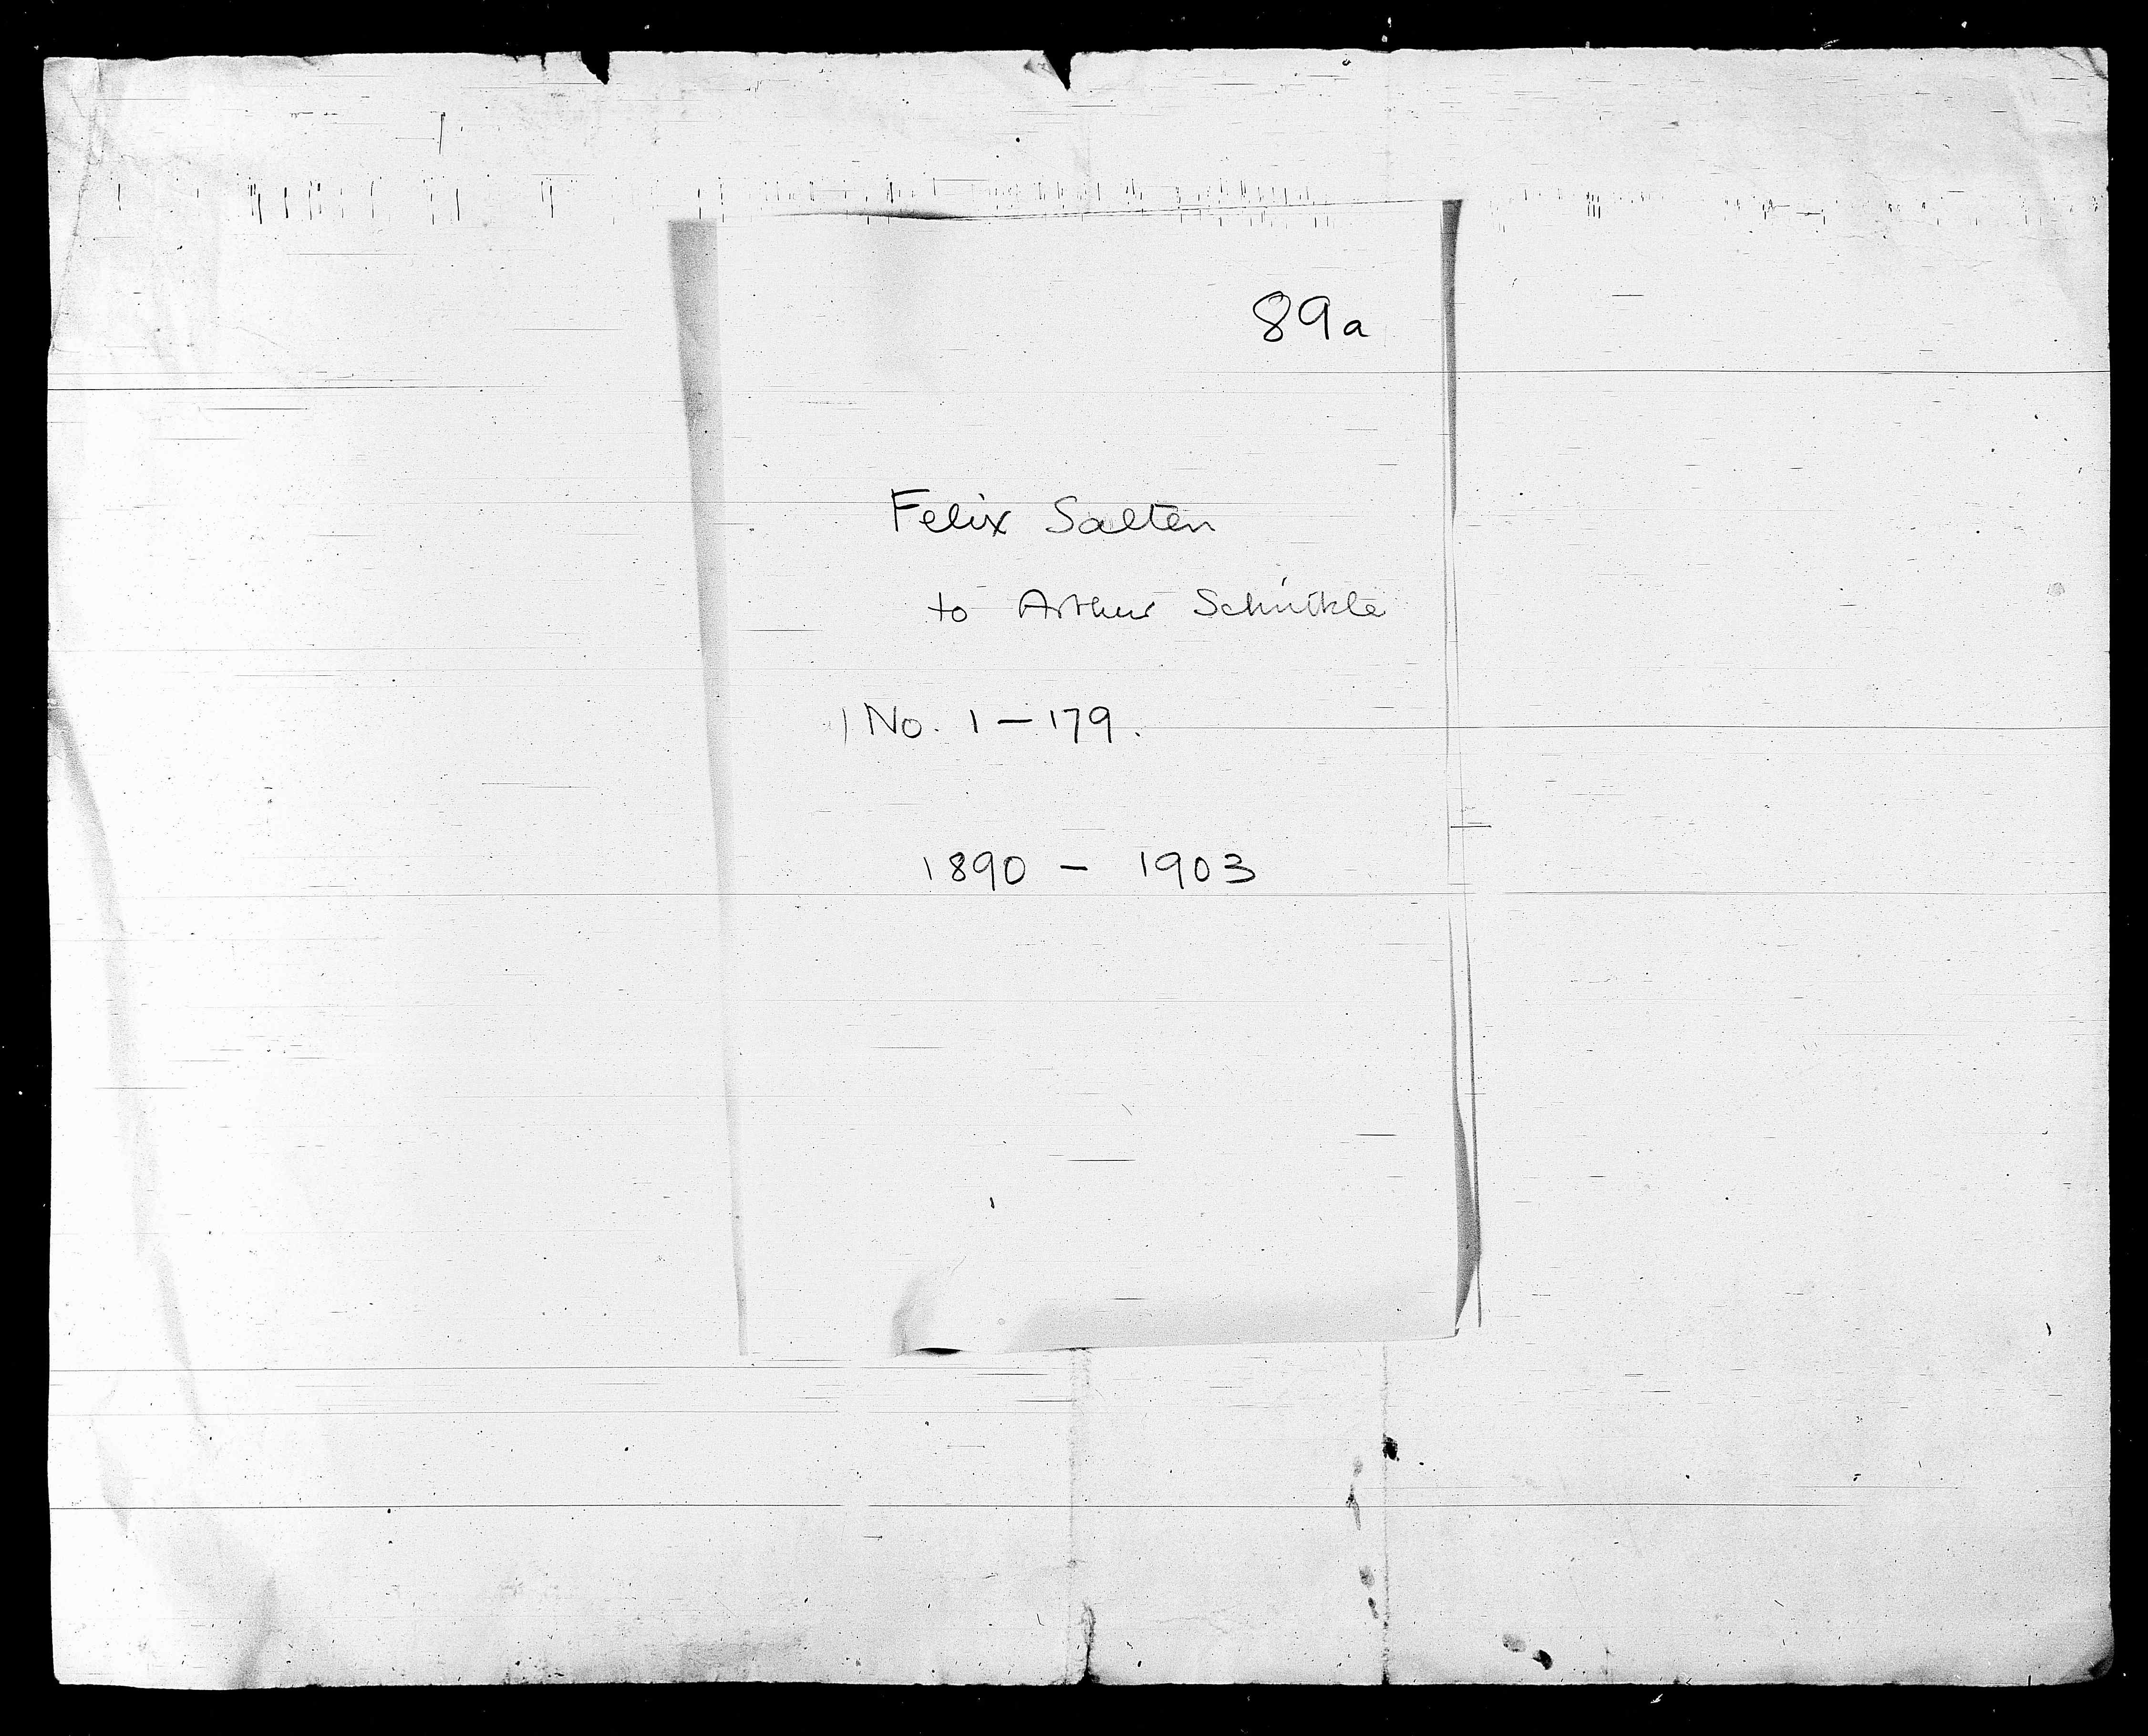 89a
Felix Salten
to Arthur Schnitzler
No. 1 – 179.
1890 – 1903